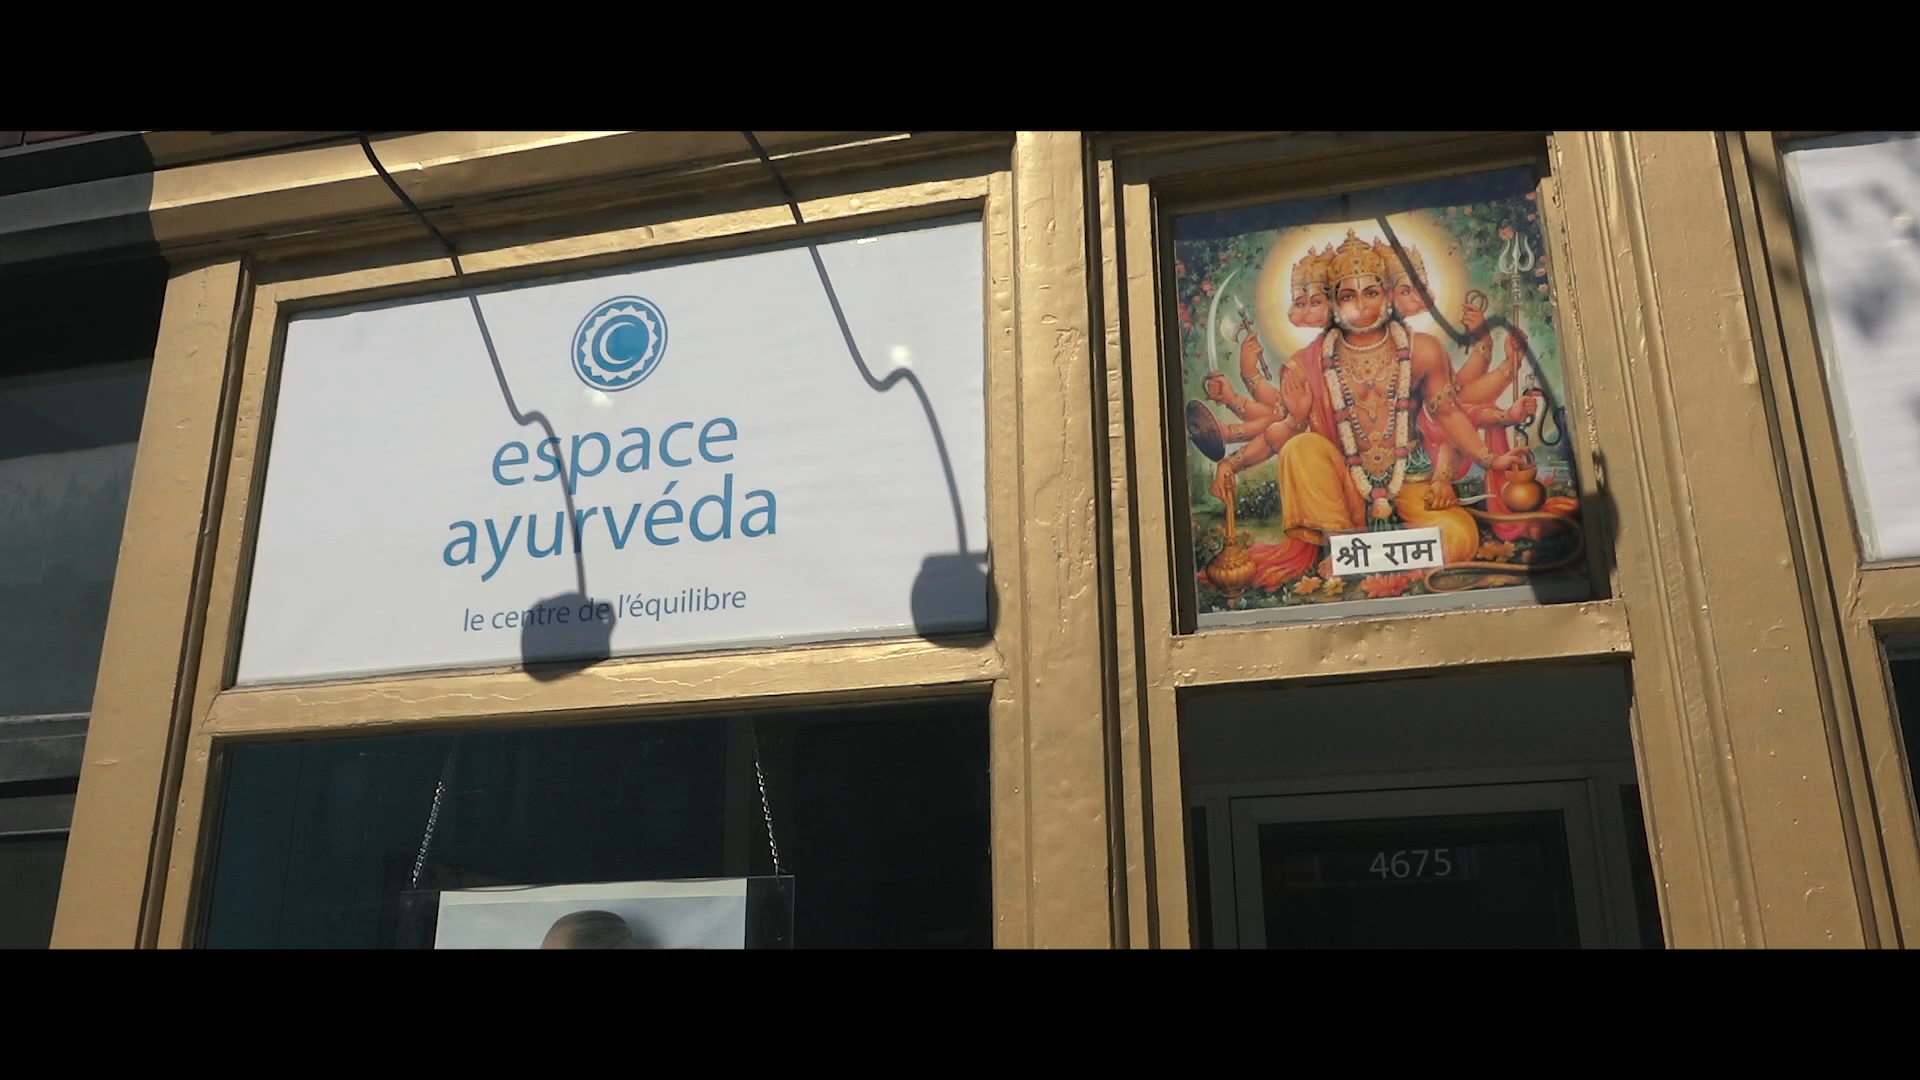 espace
ayurvéda
le centre de l'équilibre
श्री राम
4675